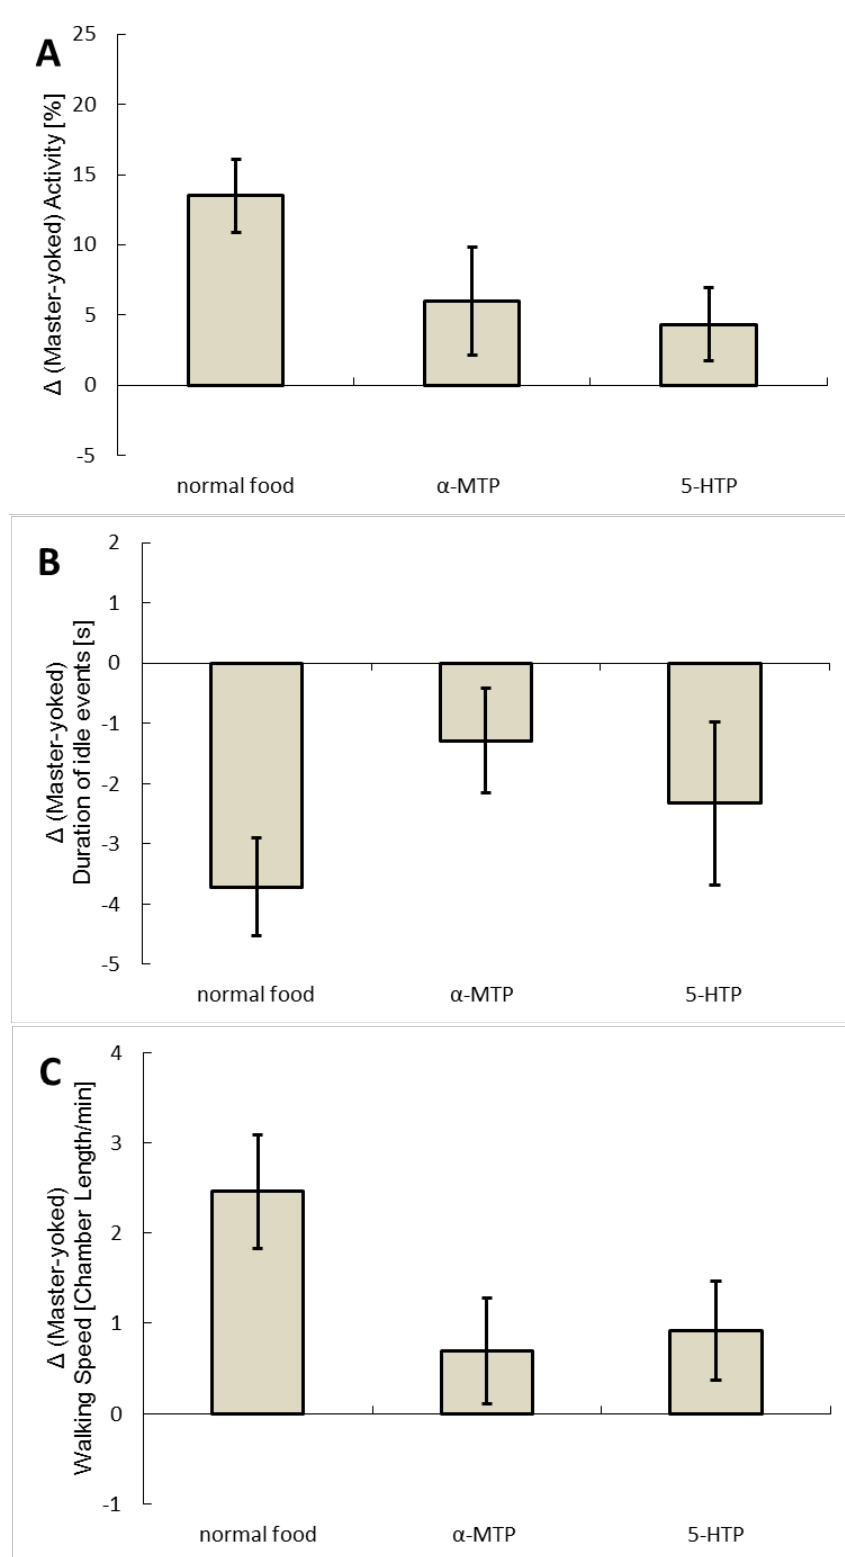 A
Δ (Master-yoked) Activity [%]
25
20
15
10
5
0
-5
normal food α-MTP 5-HTP
B
Δ (Master-yoked)
Duration of idle events [s]
2
1
0
-1
-2
-3
-4
-5
normal food α-MTP 5-HTP
C
Δ (Master-yoked)
Walking Speed [Chamber Length/min]
4
3
2
1
0
-1
normal food α-MTP 5-HTP